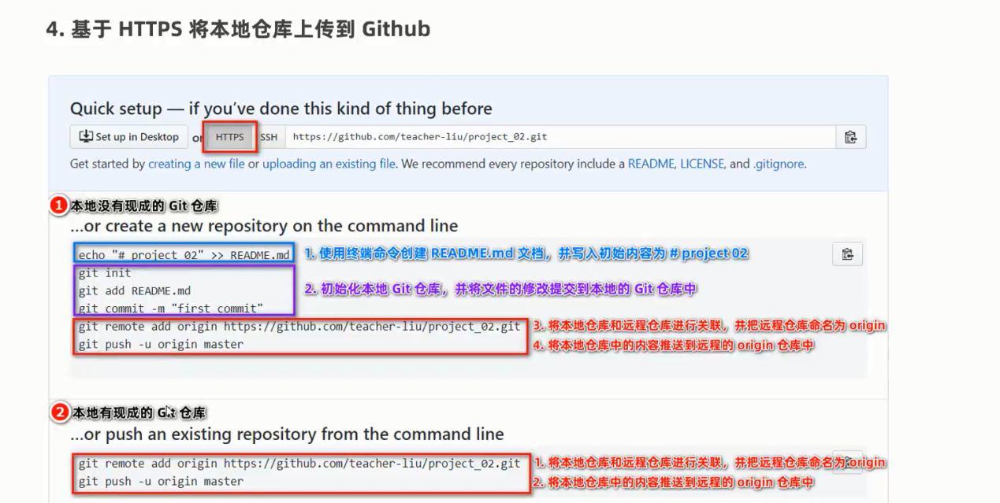 4. 基于 HTTPS 将本地仓库上传到 Github
Quick setup — if you’ve done this kind of thing before
Set up in Desktop or HTTPS SSH https://github.com/teacher-liu/project_02.git
Get started by creating a new file or uploading an existing file. We recommend every repository include a README, LICENSE, and .gitignore.
1 本地没有现成的 Git 仓库
...or create a new repository on the command line
echo "# project_02" >> README.md 1. 使用终端命令创建 README.md 文档，并写入初始内容为 # project 02
git init
git add README.md 2. 初始化本地 Git 仓库，并将文件的修改提交到本地的 Git 仓库中
git commit -m "first commit"
git remote add origin https://github.com/teacher-liu/project_02.git 3. 将本地仓库和远程仓库进行关联，并把远程仓库命名为 origin
git push -u origin master 4. 将本地仓库中的内容推送到远程的 origin 仓库中
2 本地有现成的 Git 仓库
...or push an existing repository from the command line
git remote add origin https://github.com/teacher-liu/project_02.git 1. 将本地仓库和远程仓库进行关联，并把远程仓库命名为 origin
git push -u origin master 2. 将本地仓库中的内容推送到远程的 origin 仓库中